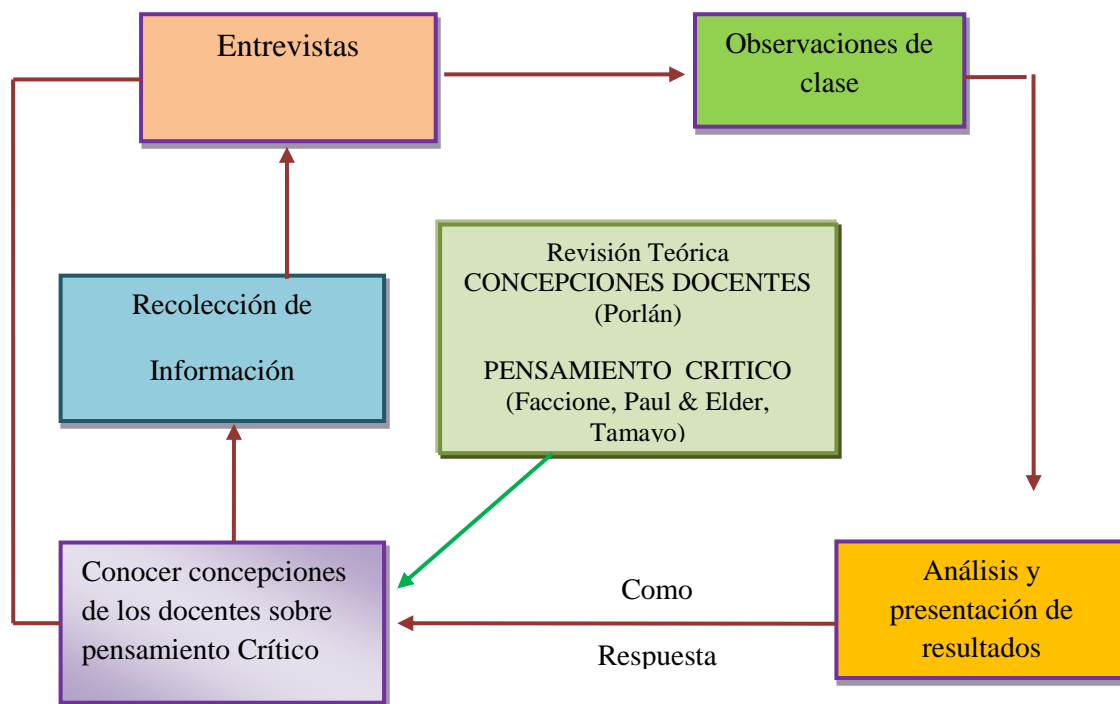 Entrevistas
Observaciones de
clase
Revisión Teórica
CONCEPCIONES DOCENTES
(Porlán)
PENSAMIENTO CRITICO
(Faccione, Paul & Elder,
Tamayo)
Recolección de
Información
Conocer concepciones
de los docentes sobre
pensamiento Crítico
Como
Respuesta
Análisis y
presentación de
resultados